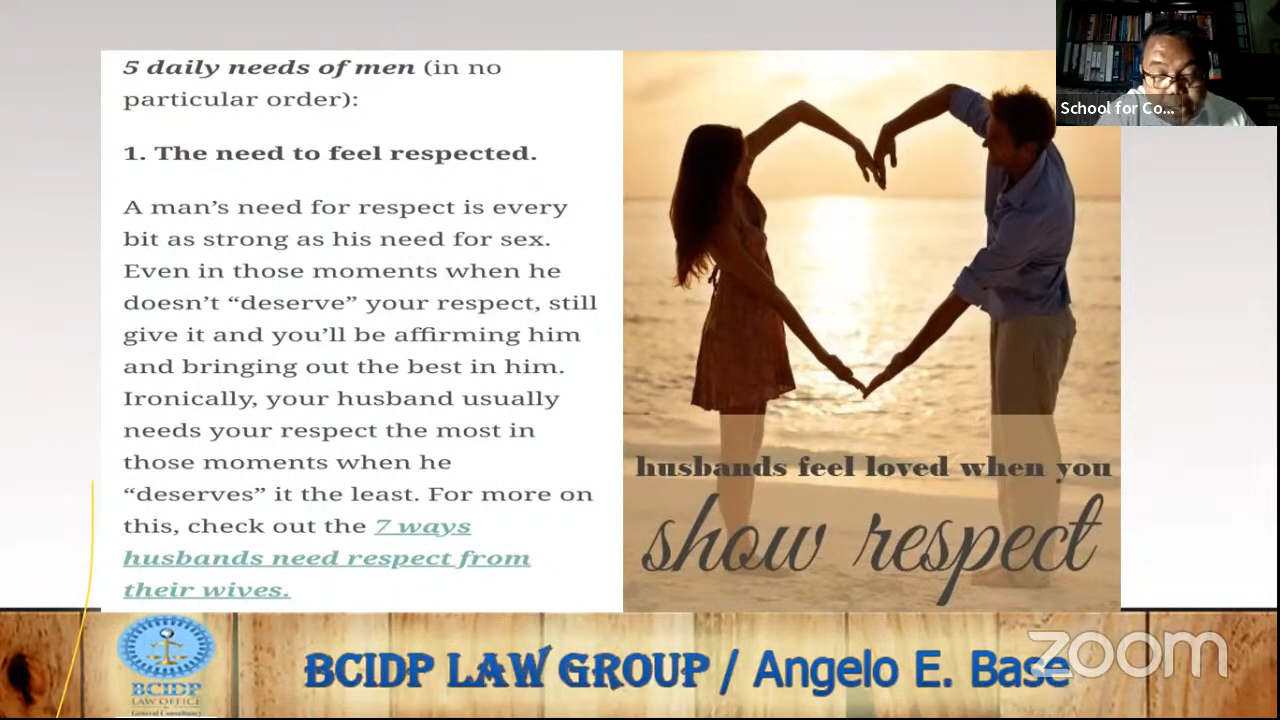 5 daily needs of men (in no
particular order):
1. The need to feel respected.
A man's need for respect is every
bit as strong as his need for sex.
Even in those moments when he
doesn't “deserve” your respect, still
give it and you'll be affirming him
and bringing out the best in him.
Ironically, your husband usually
needs your respect the most in
those moments when he
“deserves” it the least. For more on
this, check out the 7 ways
husbands need respect from
their wives.
husbands feel loved when you
show respect
School for Co...
BCIDP
LAW OFFICE
General Consultancy
BCIDP LAW GROUP / Angelo E. Base
zoom